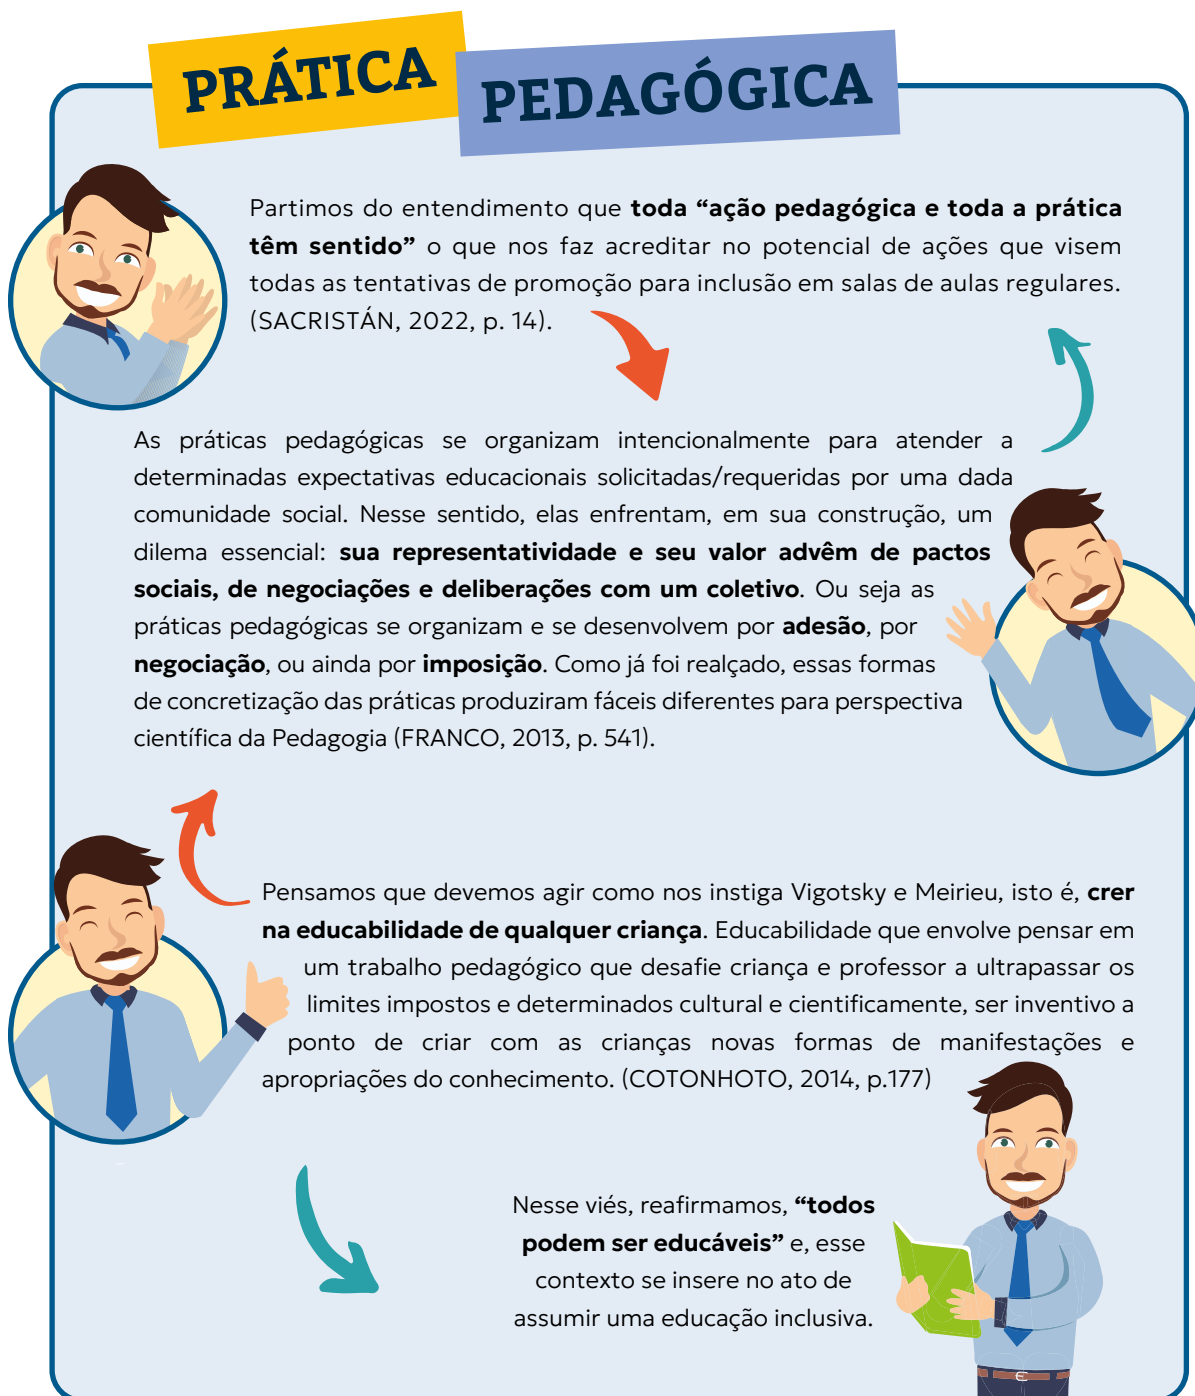 PRÁTICA
PEDAGÓGICA
Partimos do entendimento que toda “ação pedagógica e toda a prática
têm sentido” o que nos faz acreditar no potencial de ações que visem
todas as tentativas de promoção para inclusão em salas de aulas regulares.
(SACRISTÁN, 2022, p. 14).
As práticas pedagógicas se organizam intencionalmente para atender a
determinadas expectativas educacionais solicitadas/requeridas por uma dada
comunidade social. Nesse sentido, elas enfrentam, em sua construção, um
dilema essencial: sua representatividade e seu valor advêm de pactos
sociais, de negociações e deliberações com um coletivo. Ou seja as
práticas pedagógicas se organizam e se desenvolvem por adesão, por
negociação, ou ainda por imposição. Como já foi realçado, essas formas
de concretização das práticas produziram fáceis diferentes para perspectiva
científica da Pedagogia (FRANCO, 2013, p. 541).
Pensamos que devemos agir como nos instiga Vigotsky e Meirieu, isto é, crer
na educabilidade de qualquer criança. Educabilidade que envolve pensar em
um trabalho pedagógico que desafie criança e professor a ultrapassar os
limites impostos e determinados cultural e cientificamente, ser inventivo a
ponto de criar com as crianças novas formas de manifestações e
apropriações do conhecimento. (COTONHOTO, 2014, p.177)
Nesse viés, reafirmamos, “todos
podem ser educáveis” e, esse
contexto se insere no ato de
assumir uma educação inclusiva.